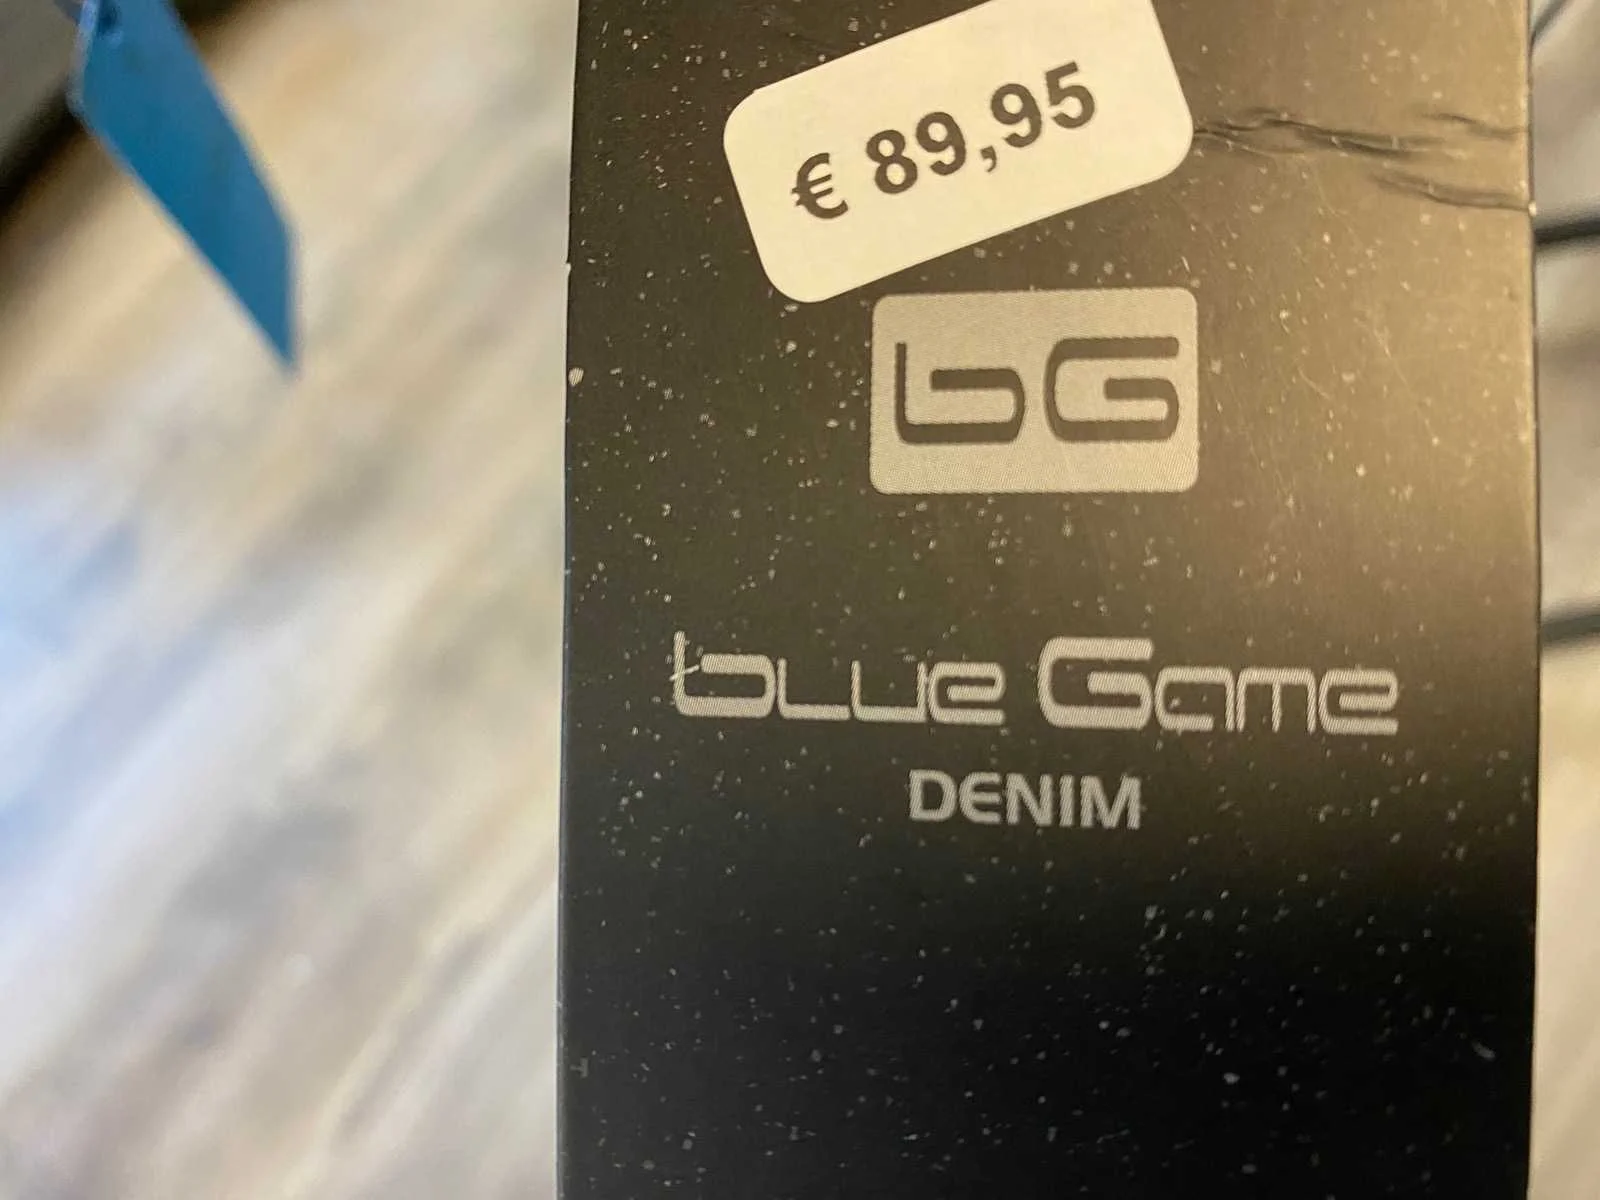 € 89,95
bG
blue Game
DENIM